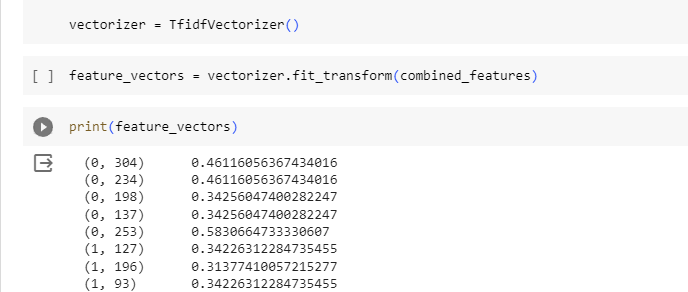 vectorizer = TfidfVectorizer()
[ ] feature_vectors = vectorizer.fit_transform(combined_features)
print(feature_vectors)
(0, 304) 0.46116056367434016
(0, 234) 0.46116056367434016
(0, 198) 0.34256047400282247
(0, 137) 0.34256047400282247
(0, 253) 0.5830664733330607
(1, 127) 0.34226312284735455
(1, 196) 0.31377410057215277
(1, 93) 0.34226312284735455